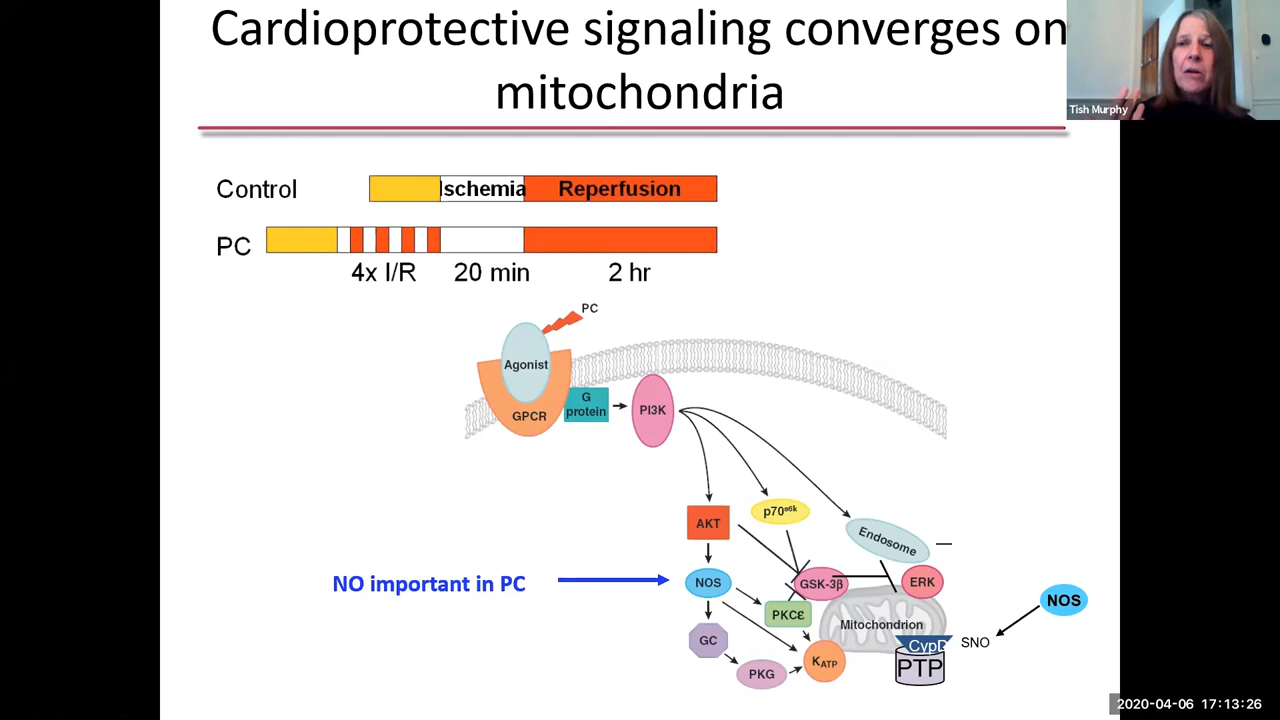 Cardioprotective signaling converges on
mitochondria
Tish Murphy
Control
Ischemia
Reperfusion
PC
4x I/R
20 min
2 hr
PC
Agonist
GPCR
G
protein
PI3K
AKT
p70s6k
Endosome
NO important in PC
NOS
GSK-3β
ERK
NOS
PKCε
Mitochondrion
GC
CypD
SNO
KATP
PTP
PKG
2020-04-06 17:13:26